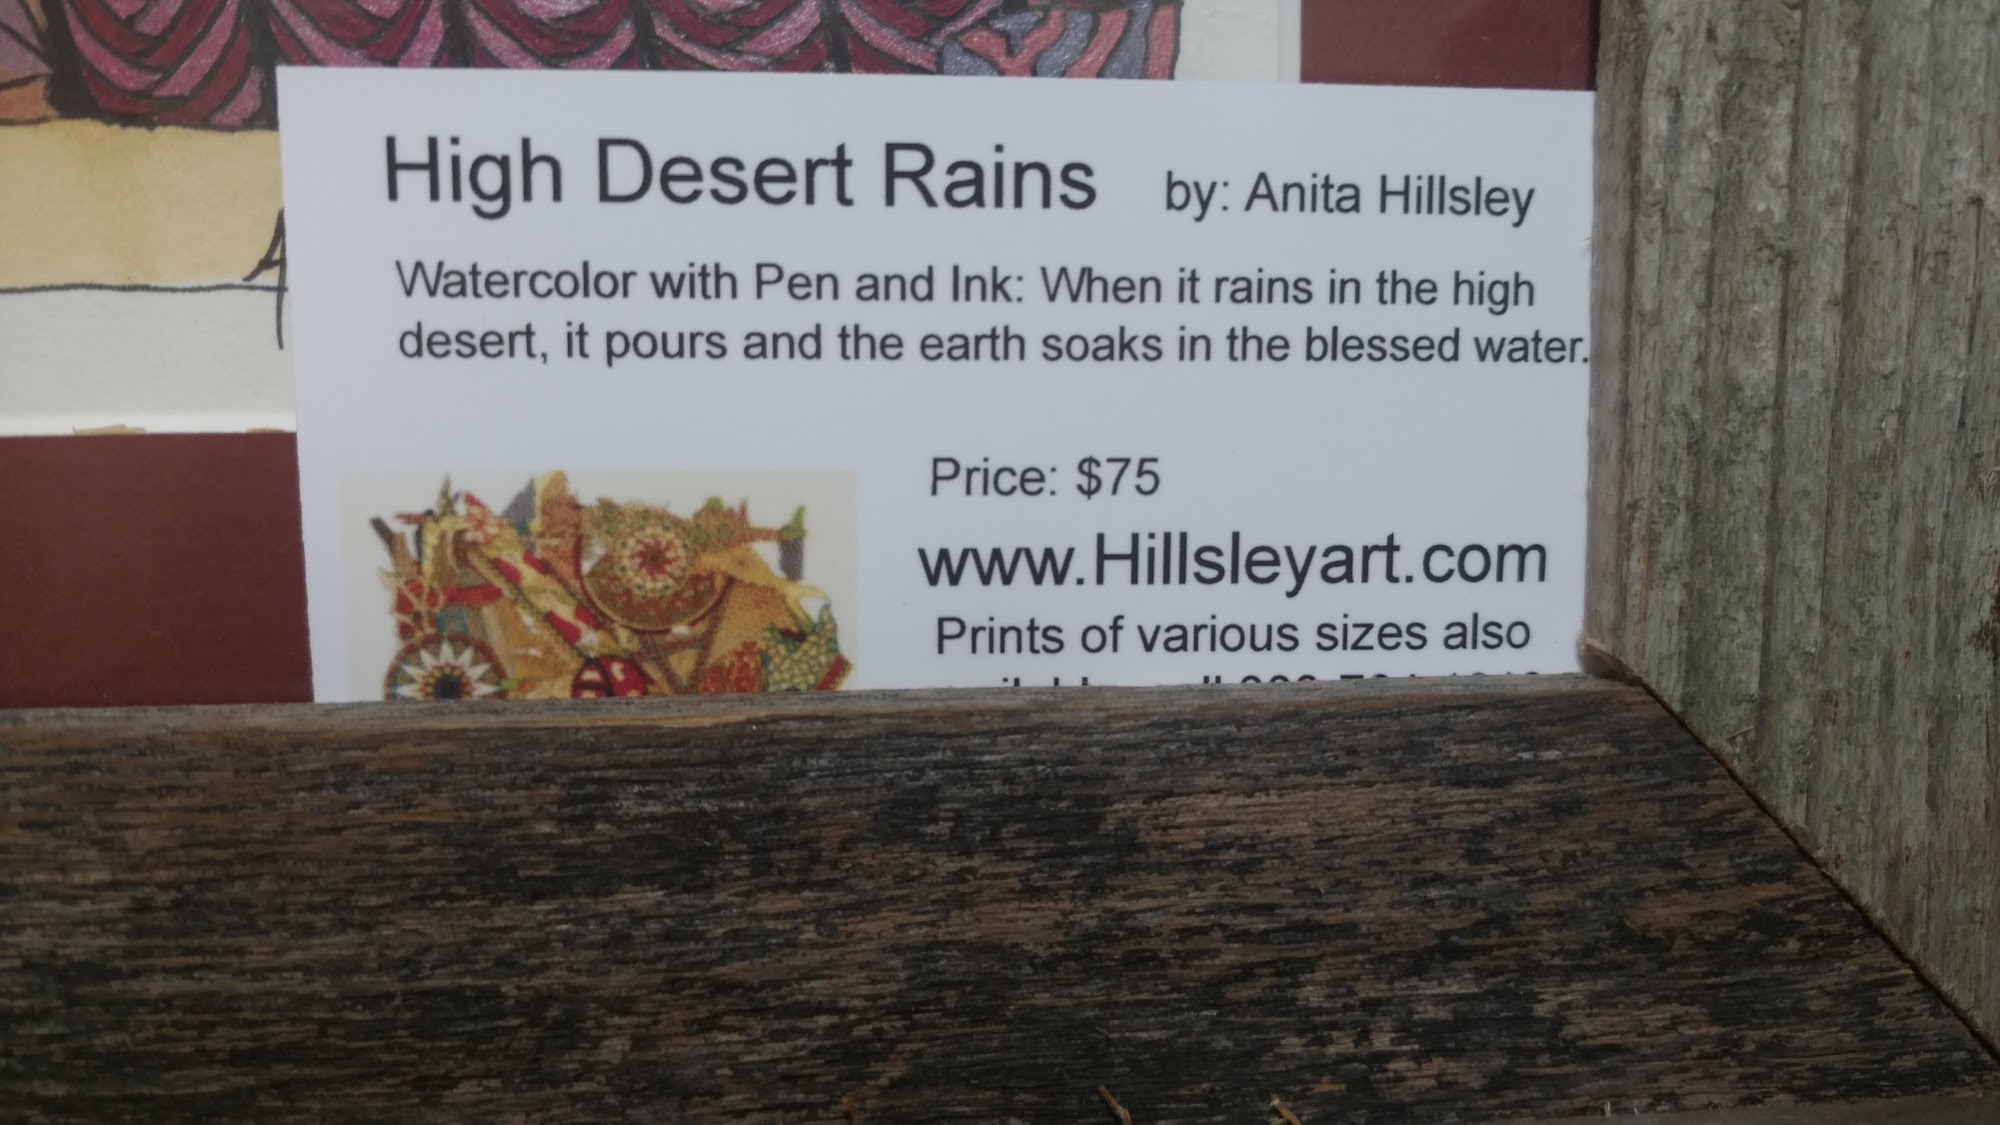 High Desert Rains by: Anita Hillsley
Watercolor with Pen and Ink: When it rains in the high
desert, it pours and the earth soaks in the blessed water.
Price: $75
www.Hillsleyart.com
Prints of various sizes also